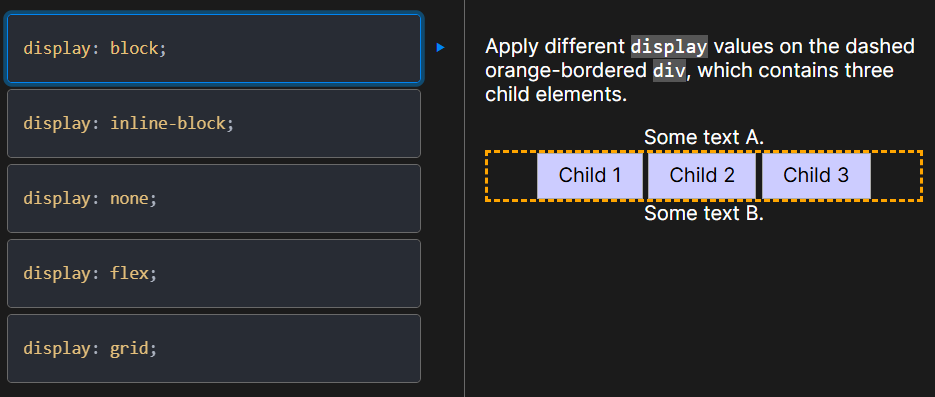 display: block;
display: inline-block;
display: none;
display: flex;
display: grid;
Apply different display values on the dashed
orange-bordered div, which contains three
child elements.
Some text A.
Child 1 Child 2 Child 3
Some text B.